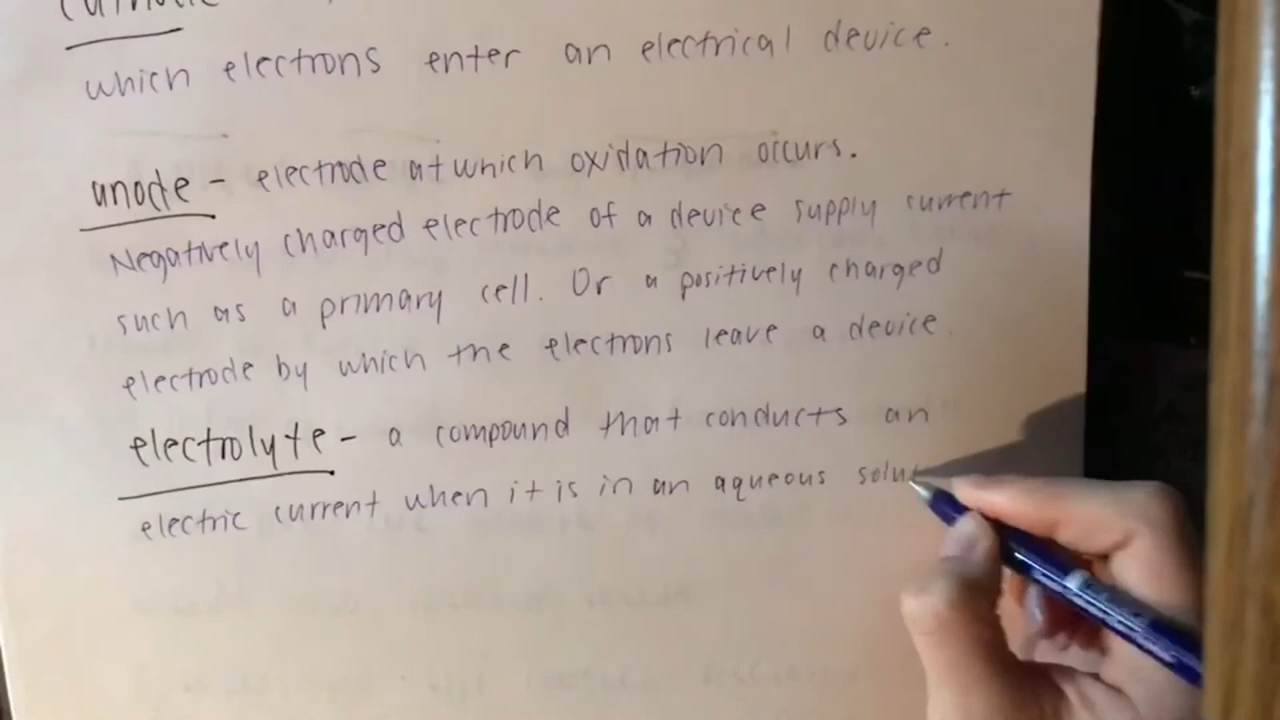 which electrons enter an electrical device.
anode - electrode at which oxidation occurs.
Negatively charged electrode of a device supply current
such as a primary cell. Or a positively charged
electrode by which the electrons leave a device.
electrolyte - a compound that conducts an
electric current when it is in an aqueous solu